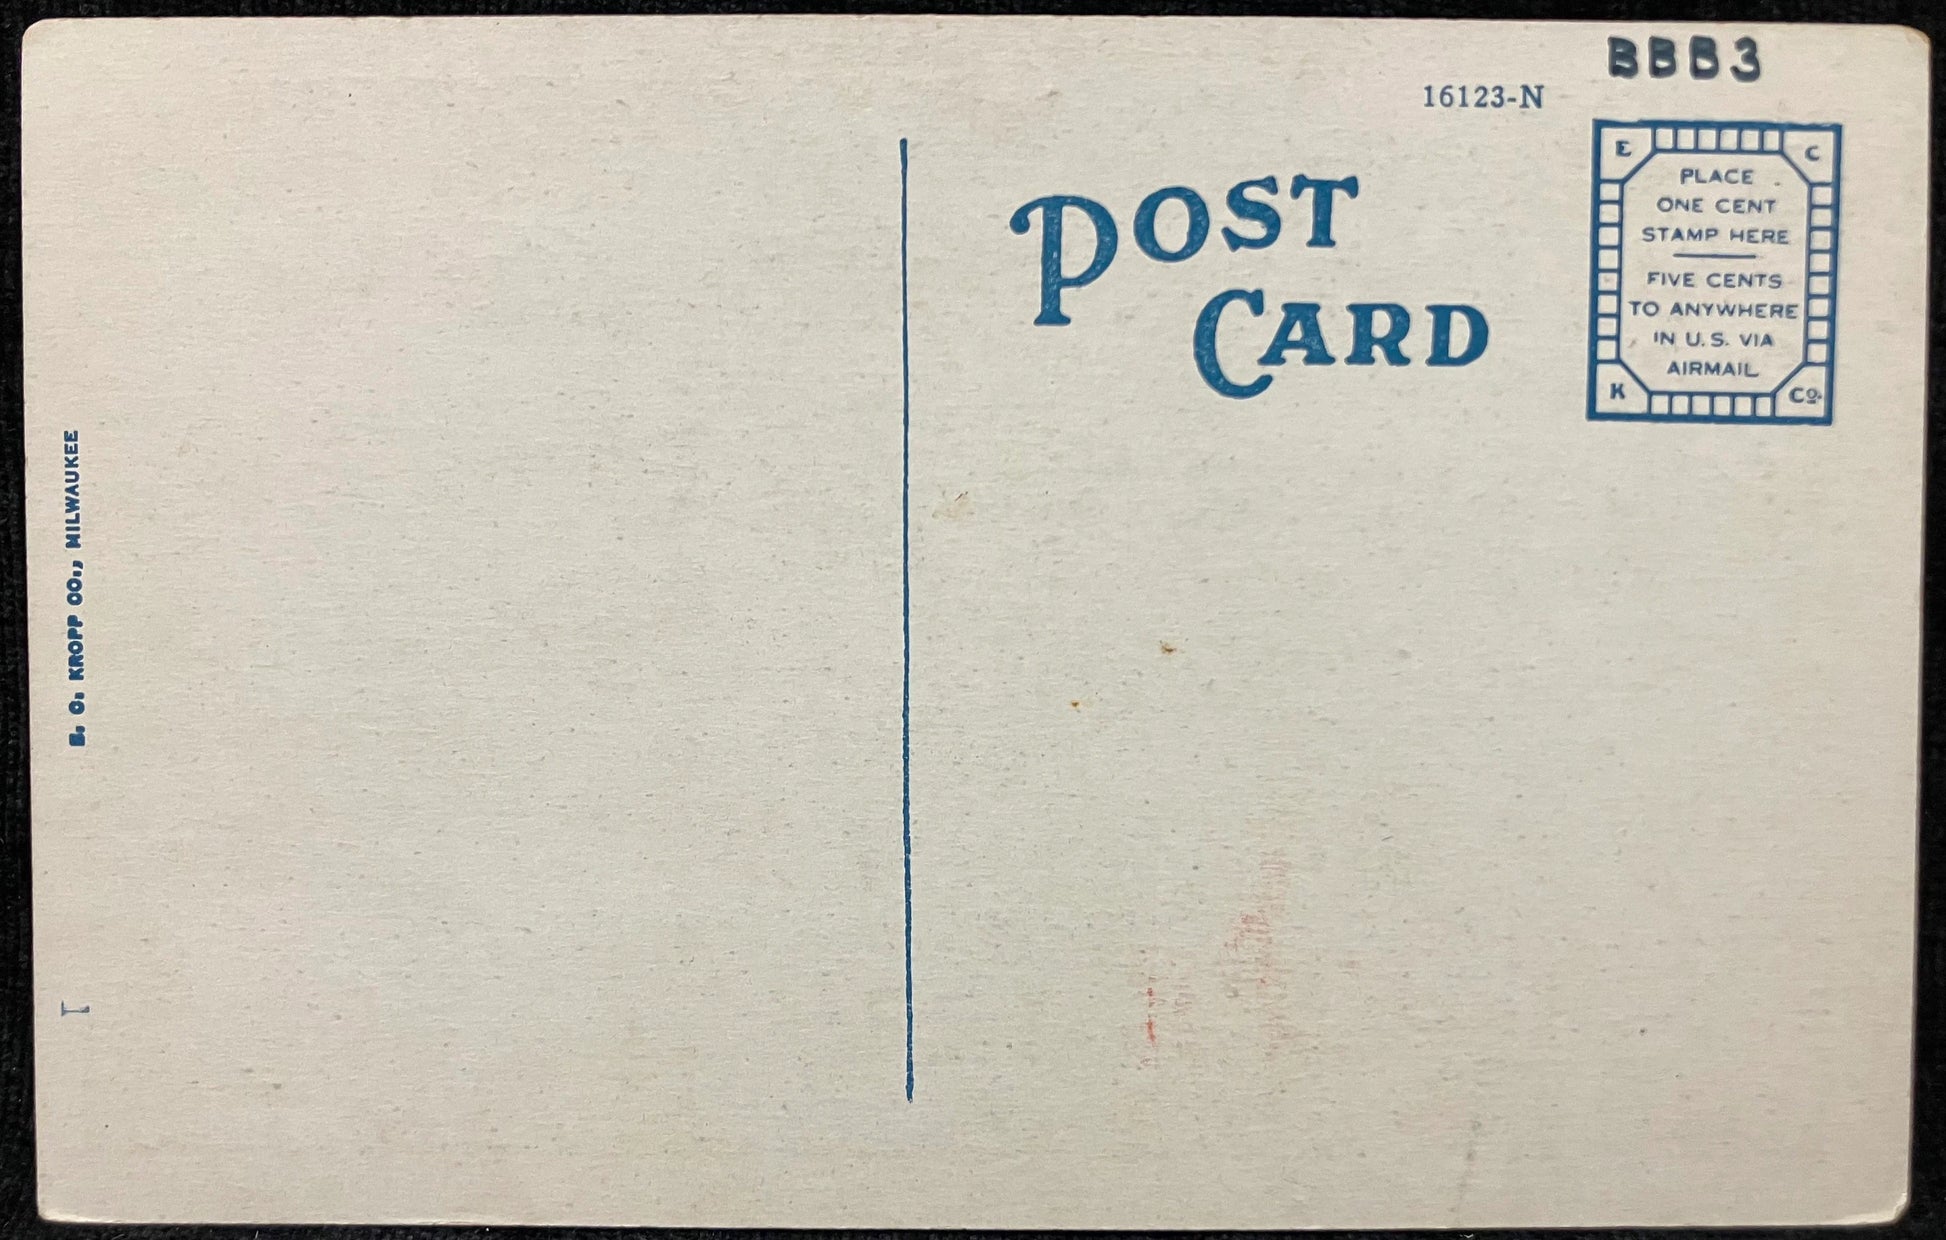 BBB3
16123-N
POST
CARD
E C
PLACE
ONE CENT
STAMP HERE
FIVE CENTS
TO ANYWHERE
IN U.S. VIA
AIRMAIL
K Co.
E. C. KROPP CO., MILWAUKEE